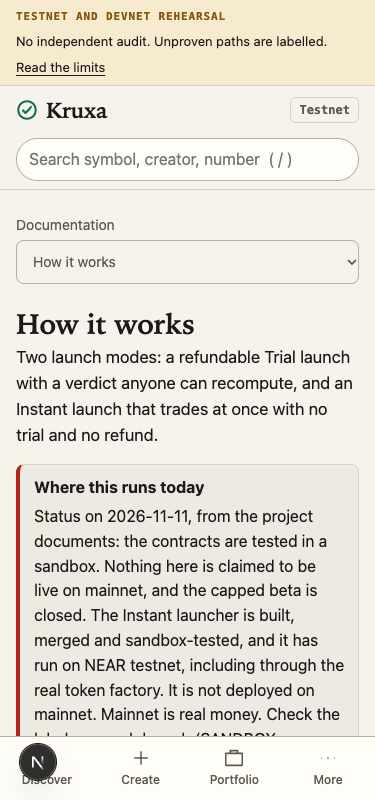 TESTNET AND DEVNET REHEARSAL
No independent audit. Unproven paths are labelled.
Read the limits
Kruxa
Testnet
Search symbol, creator, number ( / )
Documentation
How it works
How it works
Two launch modes: a refundable Trial launch
with a verdict anyone can recompute, and an
Instant launch that trades at once with no
trial and no refund.
Where this runs today
Status on 2026-11-11, from the project
documents: the contracts are tested in a
sandbox. Nothing here is claimed to be
live on mainnet, and the capped beta is
closed. The Instant launcher is built,
merged and sandbox-tested, and it has
run on NEAR testnet, including through the
real token factory. It is not deployed on
mainnet. Mainnet is real money. Check the
N
Discover
Create
Portfolio
More